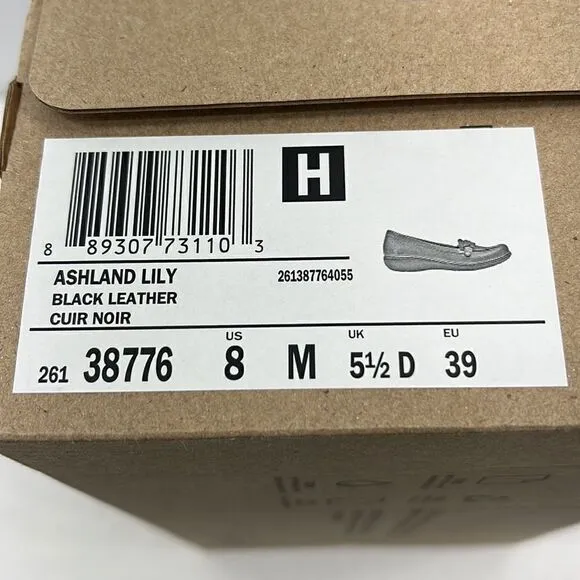 H
8 89307 73110 3
ASHLAND LILY 261387764055
BLACK LEATHER
CUIR NOIR
US UK EU
261 38776 8 M 5½ D 39